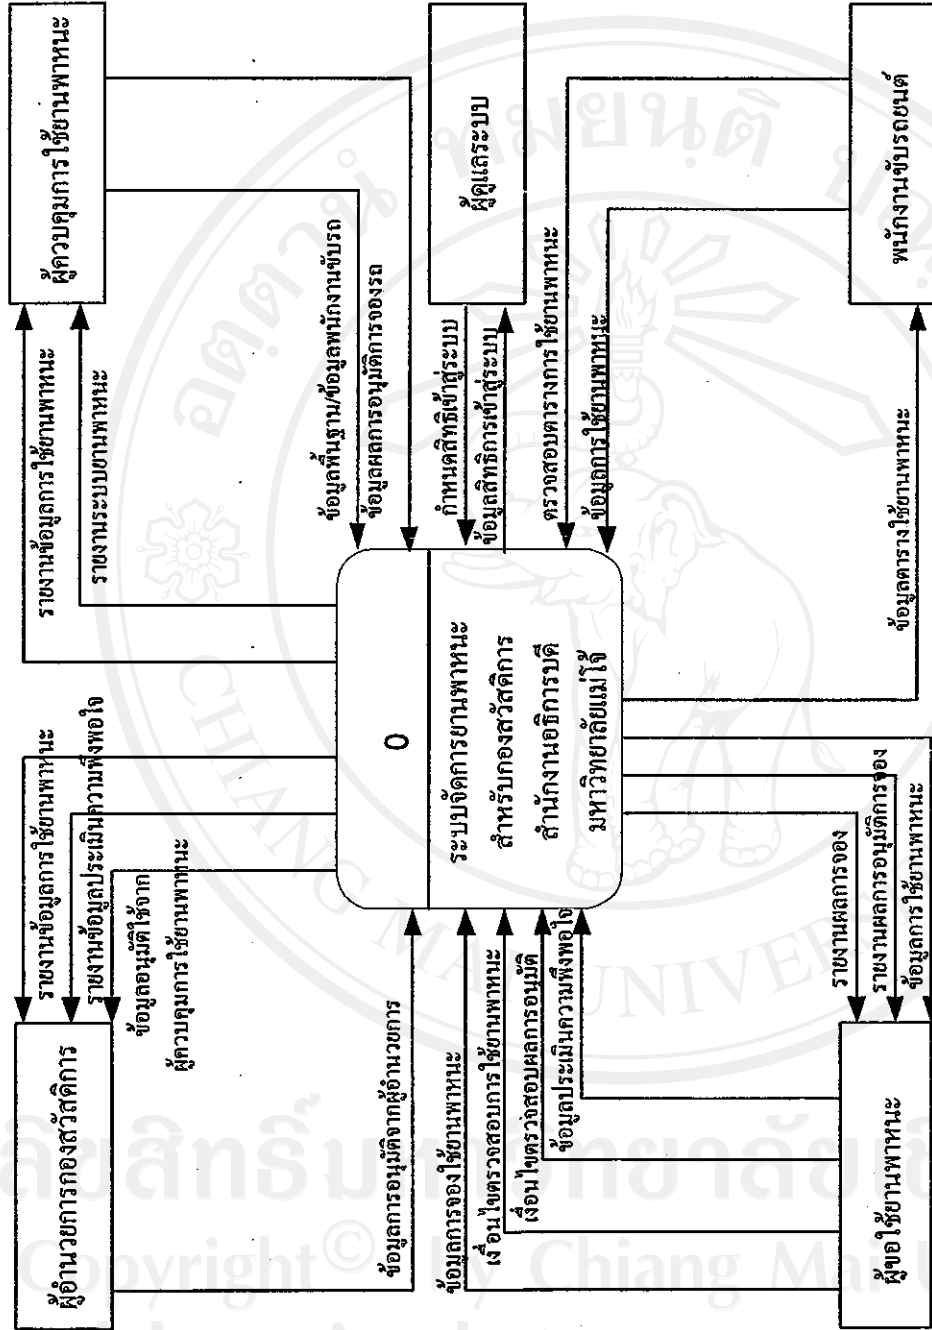 ผู้อำนวยการกองสวัสดิการ
รายงานข้อมูลการใช้ยานพาหนะ
รายงานข้อมูลประเมินความพึงพอใจ
ข้อมูลอนุมัติใช้จาก
ผู้ควบคุมการใช้ยานพาหนะ
ข้อมูลการอนุมัติจากผู้อำนวยการ
ผู้ควบคุมการใช้ยานพาหนะ
รายงานข้อมูลการใช้ยานพาหนะ
รายงานระบบยานพาหนะ
ข้อมูลพื้นฐาน/ข้อมูลพนักงานขับรถ
ข้อมูลผลการอนุมัติการจองรถ
0
ระบบจัดการยานพาหนะ
สำหรับกองสวัสดิการ
สำนักงานอธิการบดี
มหาวิทยาลัยแม่โจ้
ผู้ดูแลระบบ
กำหนดสิทธิเข้าสู่ระบบ
ข้อมูลสิทธิการเข้าสู่ระบบ
ข้อมูลการจองใช้ยานพาหนะ
เงื่อนไขตรวจสอบการใช้ยานพาหนะ
เงื่อนไขตรวจสอบผลการอนุมัติ
ข้อมูลประเมินความพึงพอใจ
ตรวจสอบตารางการใช้ยานพาหนะ
ข้อมูลการใช้ยานพาหนะ
รายงานผลการจอง
รายงานผลการอนุมัติการจอง
ข้อมูลการใช้ยานพาหนะ
ข้อมูลตารางใช้ยานพาหนะ
ผู้ขอใช้ยานพาหนะ
พนักงานขับรถยนต์
CHIANG MAI UNIVER
Copyright © by Chiang Mai U